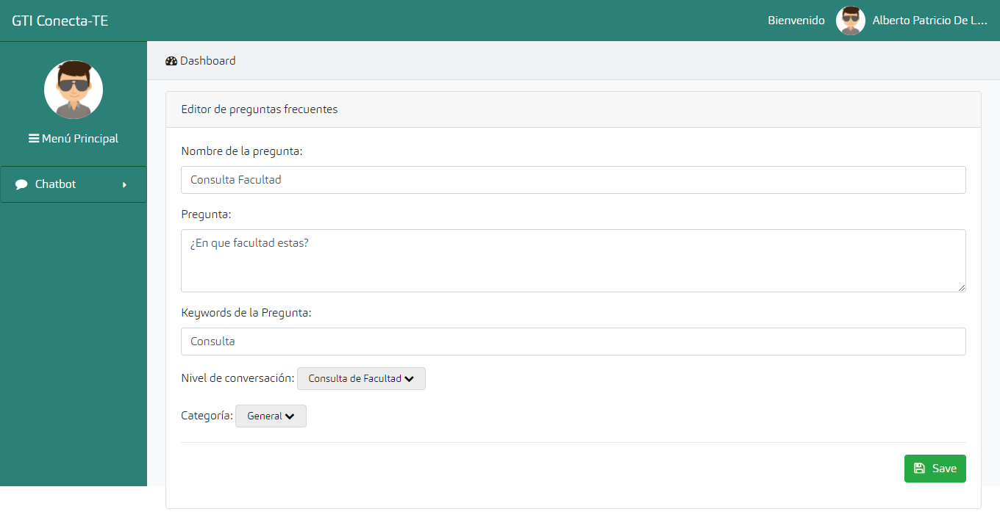 GTI Conecta-TE
Bienvenido
Alberto Patricio De L...
Menú Principal
Chatbot
Dashboard
Editor de preguntas frecuentes
Nombre de la pregunta:
Consulta Facultad
Pregunta:
¿En que facultad estas?
Keywords de la Pregunta:
Consulta
Nivel de conversación: Consulta de Facultad
Categoría: General
Save